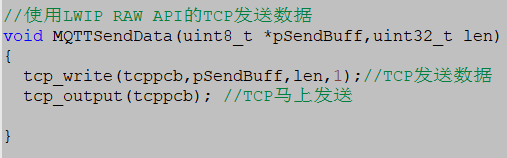 //使用LWIP RAW API的TCP发送数据
void MQTTSendData(uint8_t *pSendBuff,uint32_t len)
{
  tcp_write(tcppcb,pSendBuff,len,1);//TCP发送数据
  tcp_output(tcppcb); //TCP马上发送
}